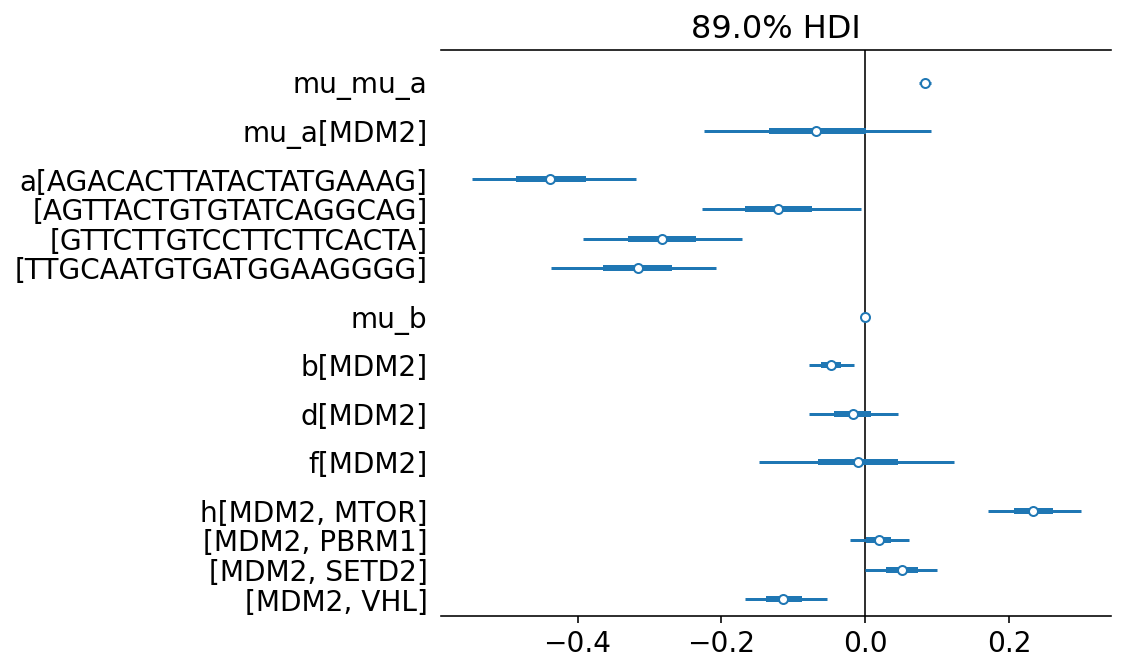 89.0% HDI
mu_mu_a
mu_a[MDM2]
a[AGACACTTATACTATGAAAG]
[AGTTACTGTGTATCAGGCAG]
[GTTCTTGTCCTTCTTCACTA]
[TTGCAATGTGATGGAAGGGG]
mu_b
b[MDM2]
d[MDM2]
f[MDM2]
h[MDM2, MTOR]
[MDM2, PBRM1]
[MDM2, SETD2]
[MDM2, VHL]
−0.4 −0.2 0.0 0.2